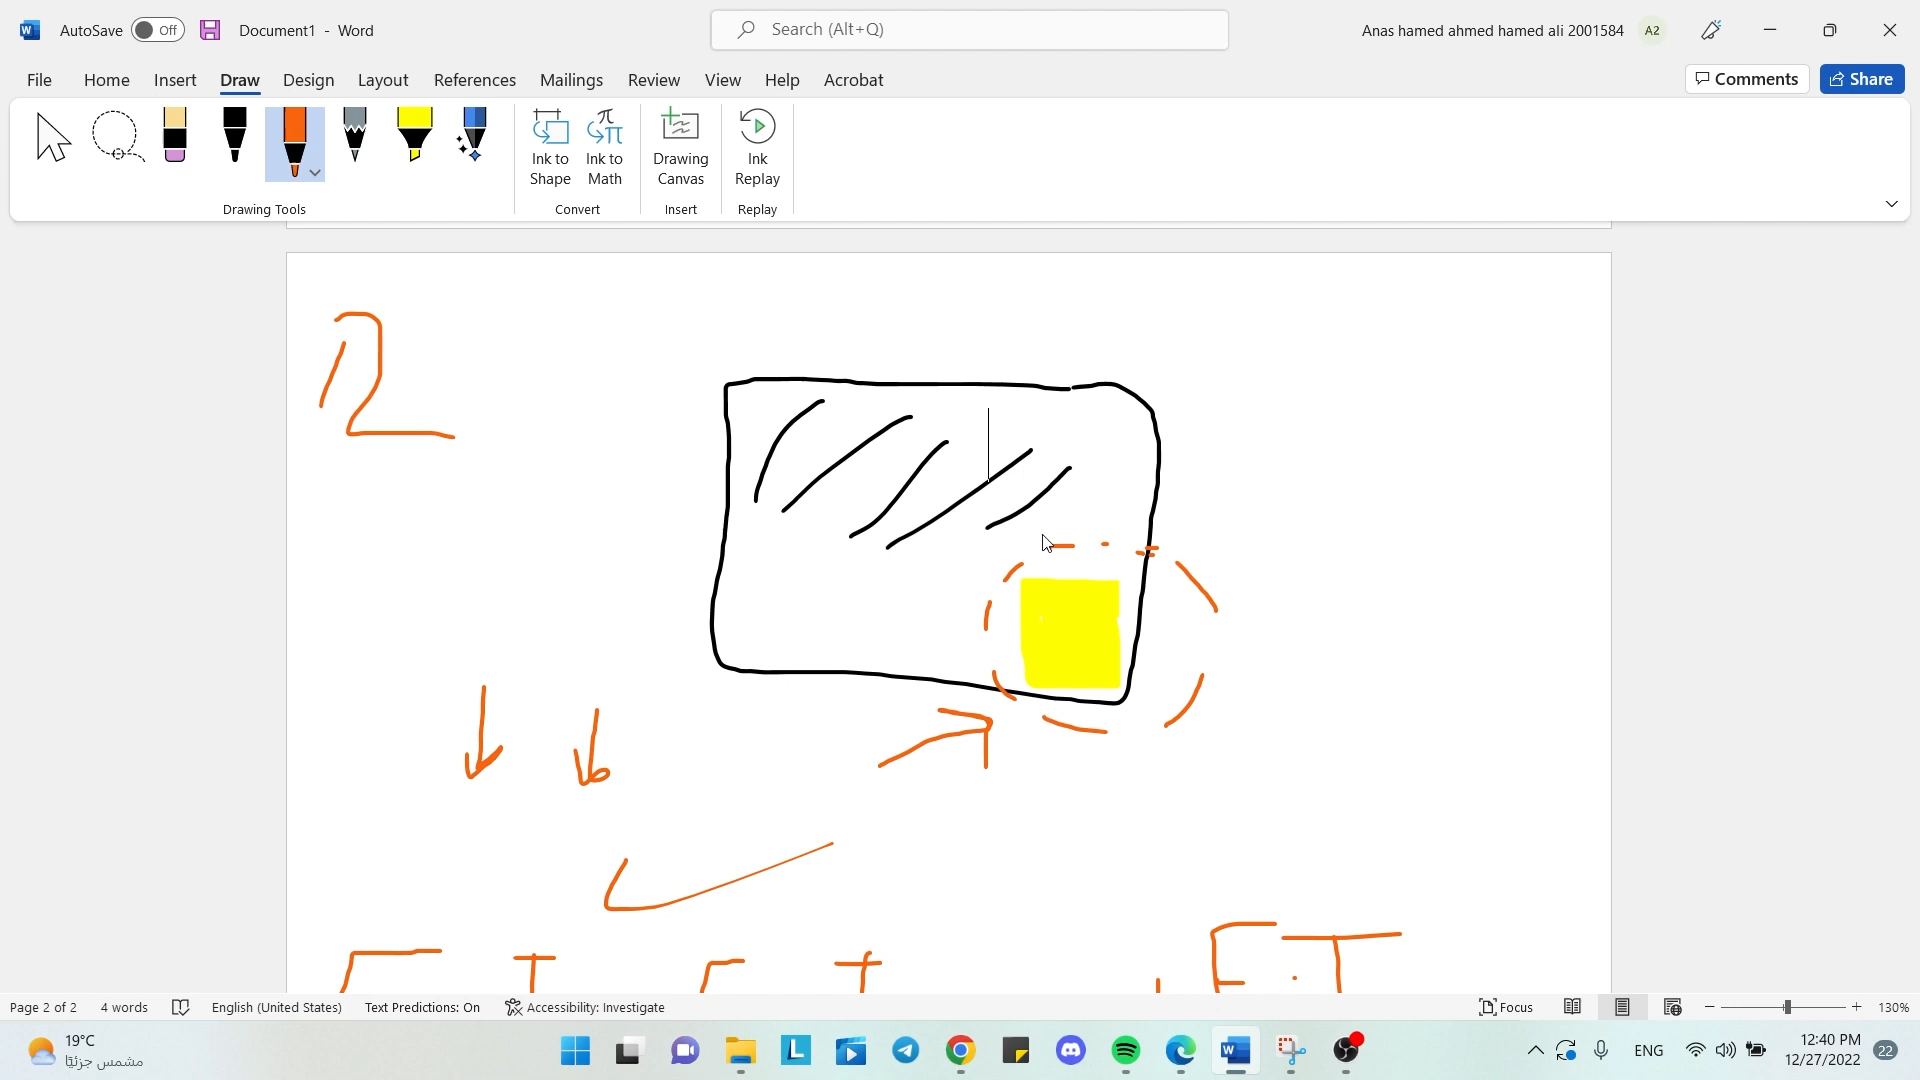 AutoSave Off Document1 - Word Search (Alt+Q) Anas hamed ahmed hamed ali 2001584 A2
File Home Insert Draw Design Layout References Mailings Review View Help Acrobat Comments Share
Ink to Shape
Ink to Math
Drawing Canvas
Ink Replay
Drawing Tools Convert Insert Replay
2
E.T
Page 2 of 2 4 words English (United States) Text Predictions: On Accessibility: Investigate Focus 130%
19°C
مشمس جزئيًا
ENG
12:40 PM
12/27/2022
22